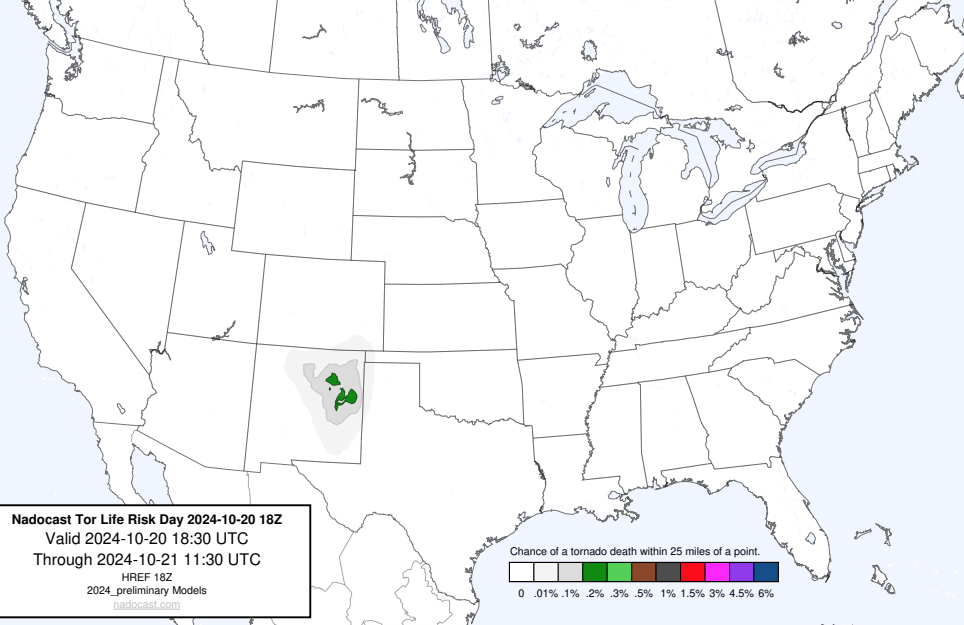 Nadocast Tor Life Risk Day 2024-10-20 18Z
Valid 2024-10-20 18:30 UTC
Through 2024-10-21 11:30 UTC
HREF 18Z
2024_preliminary Models
nadocast.com
Chance of a tornado death within 25 miles of a point.
0 .01% .1% .2% .3% .5% 1% 1.5% 3% 4.5% 6%